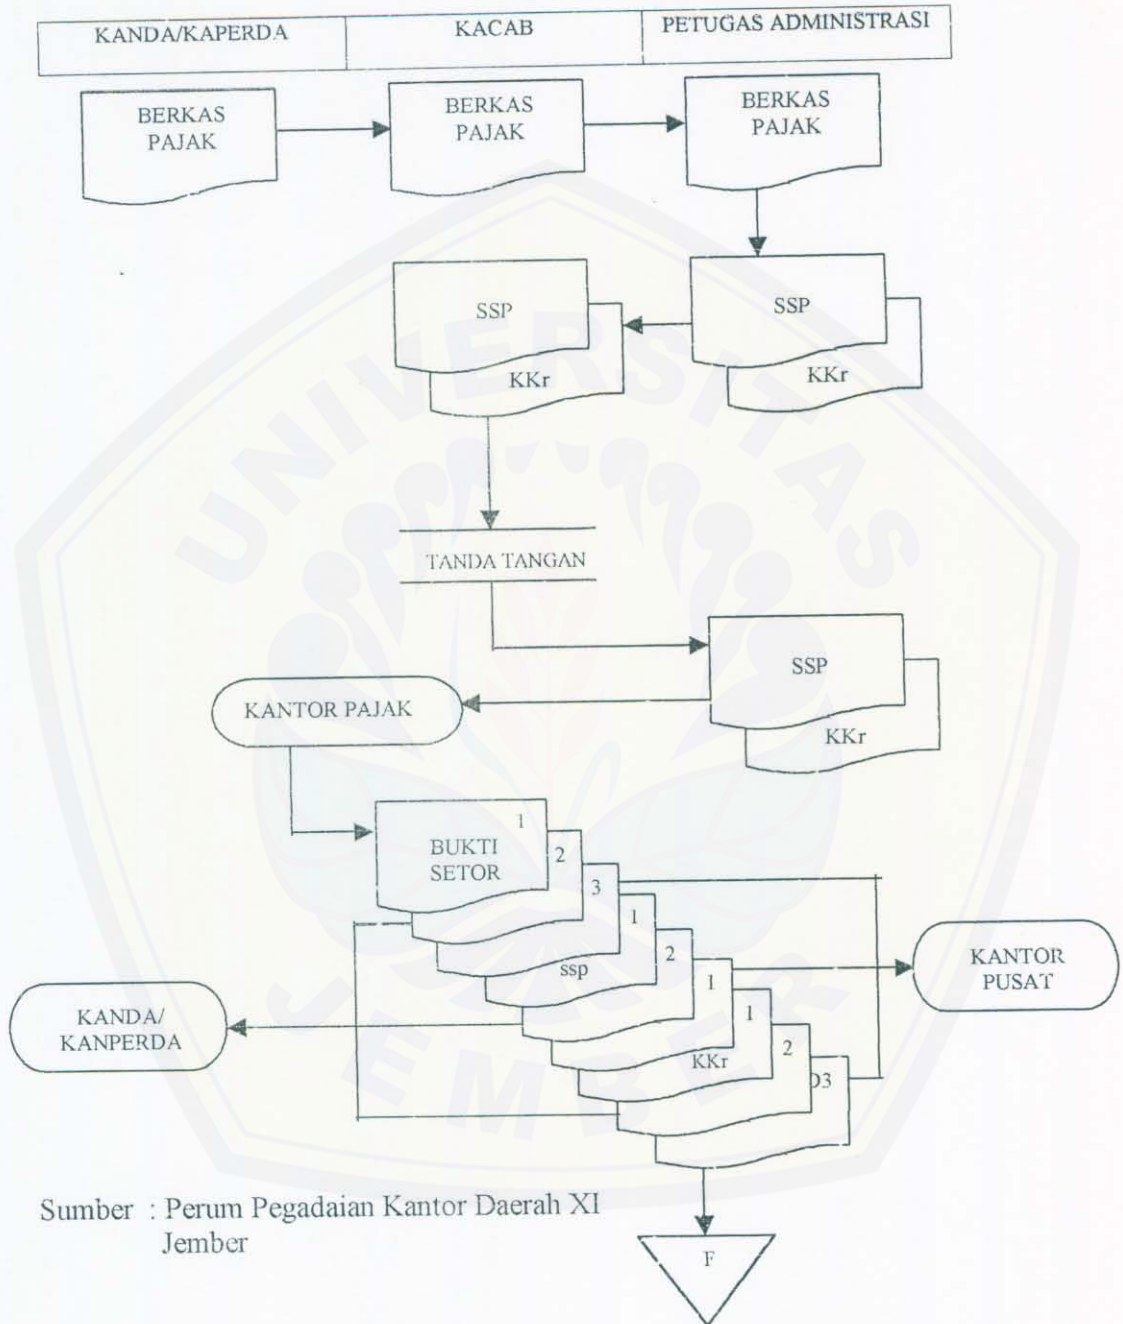 KANDA/KAPERDA
KACAB
PETUGAS ADMINISTRASI
BERKAS
PAJAK
BERKAS
PAJAK
BERKAS
PAJAK
SSP
KKr
SSP
KKr
TANDA TANGAN
SSP
KKr
KANTOR PAJAK
BUKTI
SETOR
1
2
3
1
ssp
2
1
1
KKr
2
D3
KANTOR
PUSAT
KANDA/
KANPERDA
Sumber : Perum Pegadaian Kantor Daerah XI
Jember
F
UNIVERSITAS
JEMBER